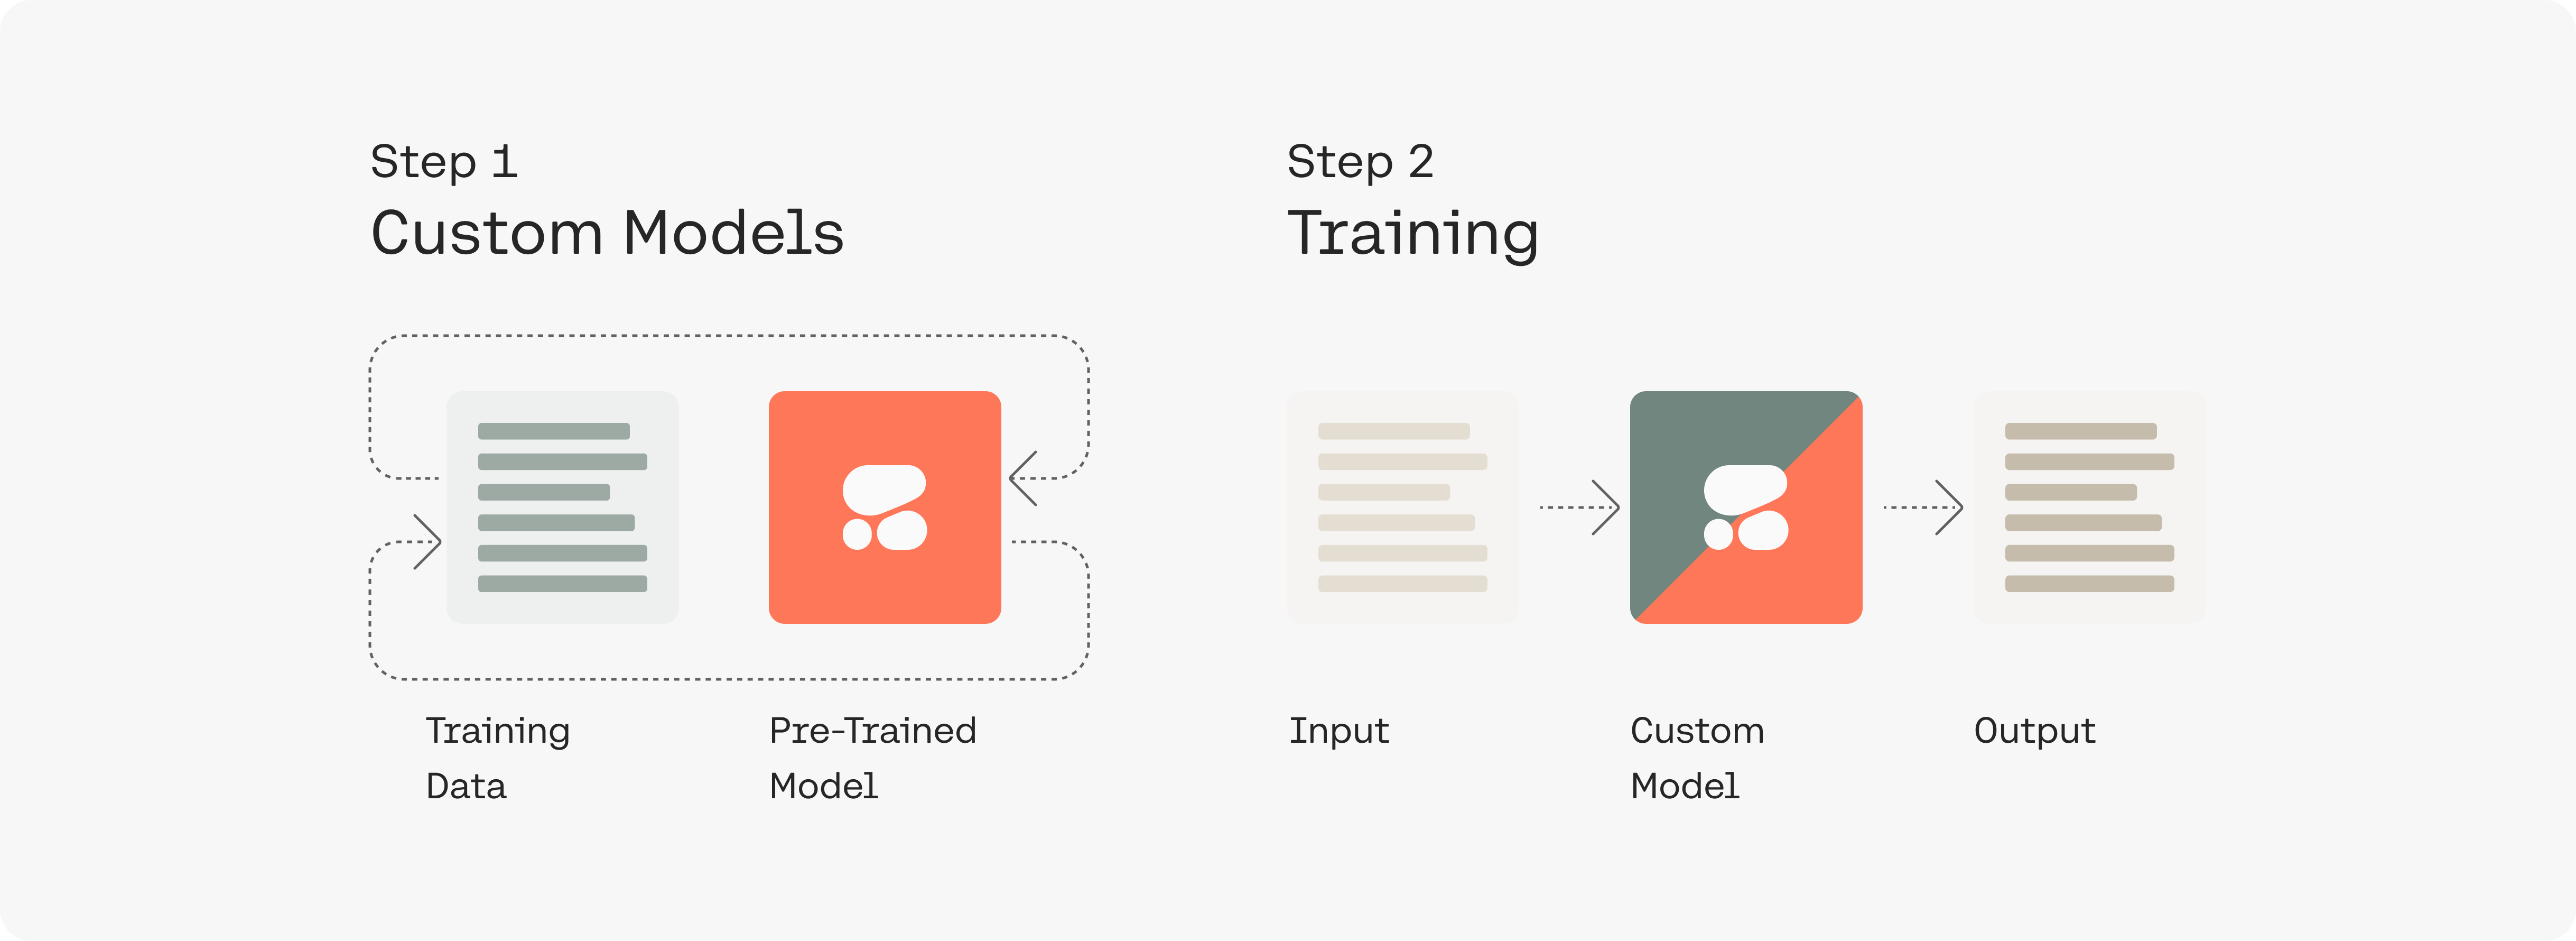 Step 1
Custom Models
Training
Data
Pre-Trained
Model
Step 2
Training
Input
Custom
Model
Output